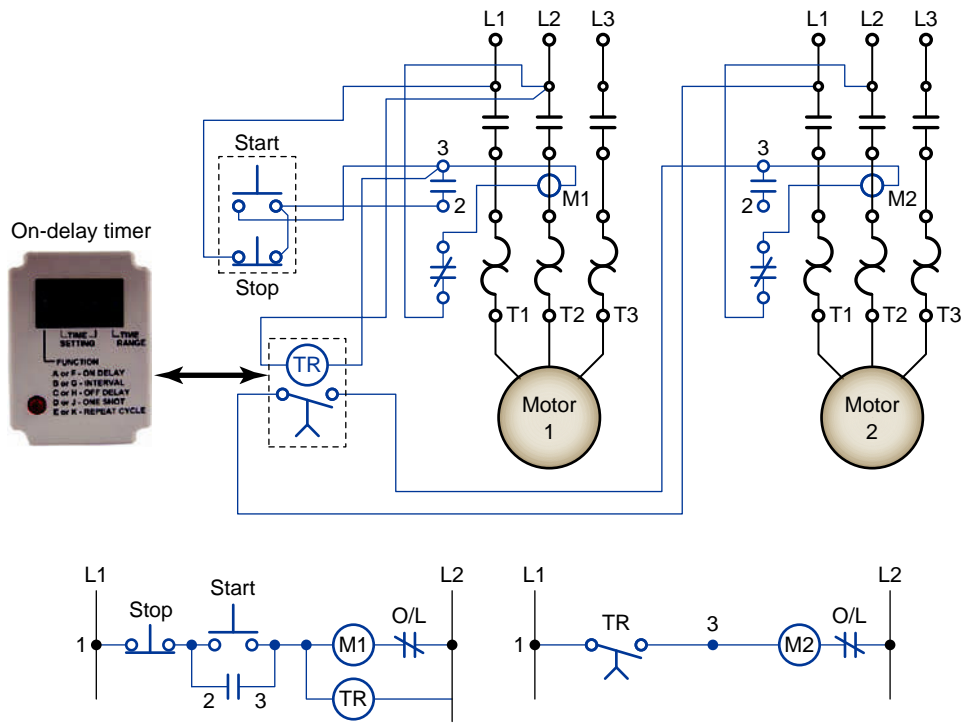 L1 L2 L3
L1 L2 L3
Start
3
2
M1
Stop
3
2
M2
On-delay timer
TIME
SETTING
TIME
RANGE
FUNCTION
A or F - ON DELAY
B or G - INTERVAL
C or H - OFF DELAY
D or J - ONE SHOT
E or K - REPEAT CYCLE
TR
T1 T2 T3
T1 T2 T3
Motor
1
Motor
2
L1
L2
Stop
Start
O/L
1
M1
2 3
TR
L1
L2
TR
3
O/L
1
M2